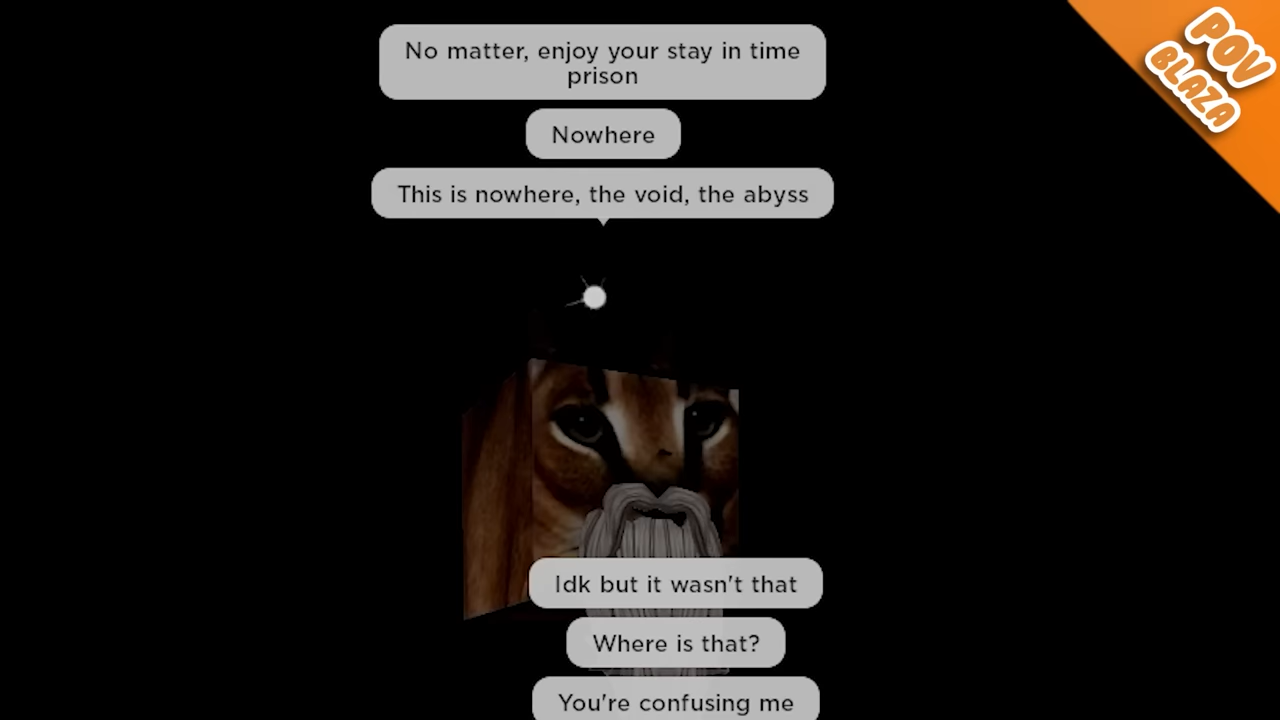 No matter, enjoy your stay in time
prison
Nowhere
This is nowhere, the void, the abyss
Idk but it wasn't that
Where is that?
You're confusing me
POV
BLAZA